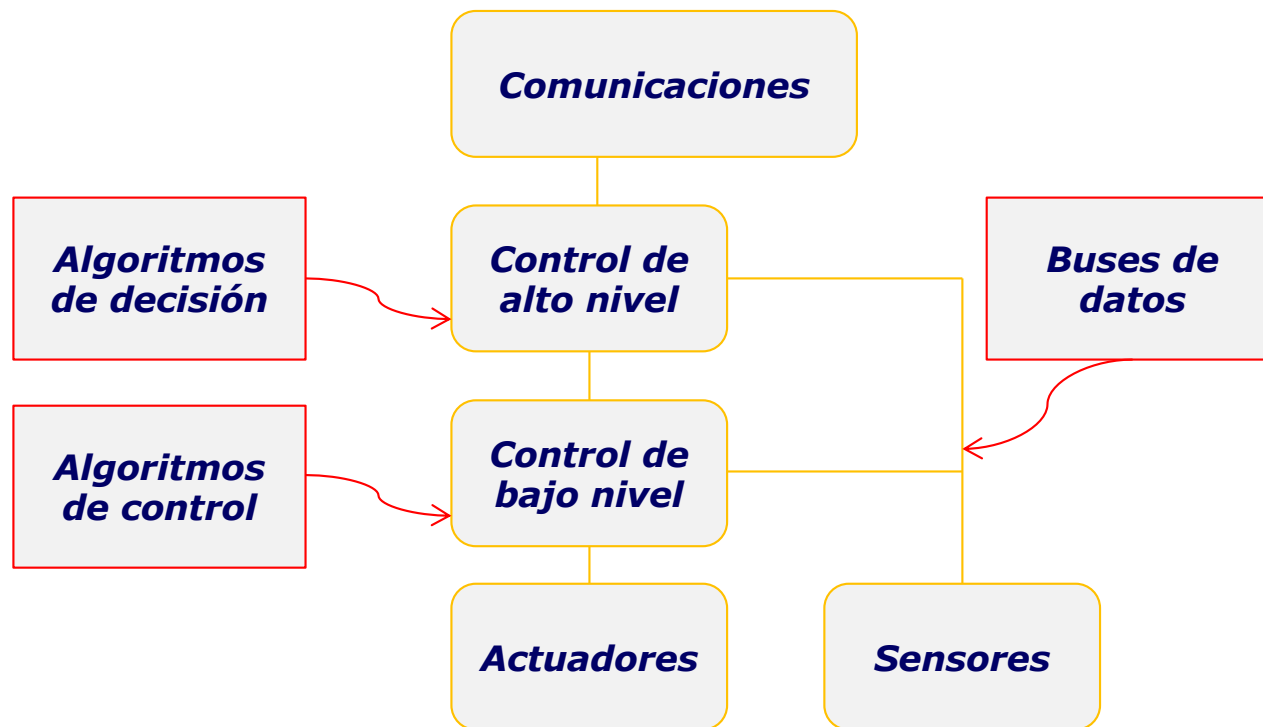 Comunicaciones
Algoritmos
de decisión
Control de
alto nivel
Buses de
datos
Algoritmos
de control
Control de
bajo nivel
Actuadores
Sensores